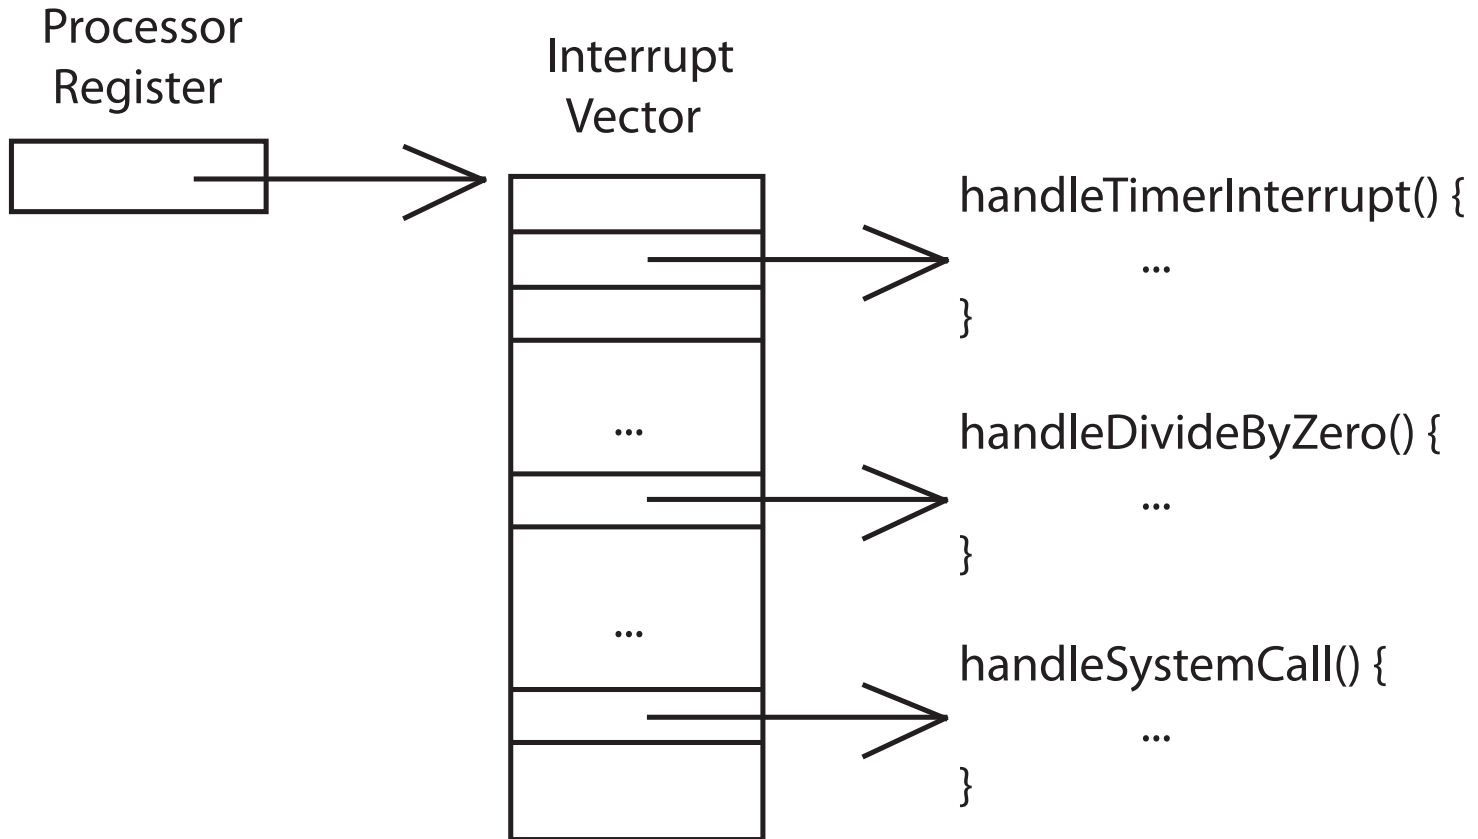 Processor
Register
Interrupt
Vector
handleTimerInterrupt() {
...
}
...
handleDivideByZero() {
...
}
...
handleSystemCall() {
...
}